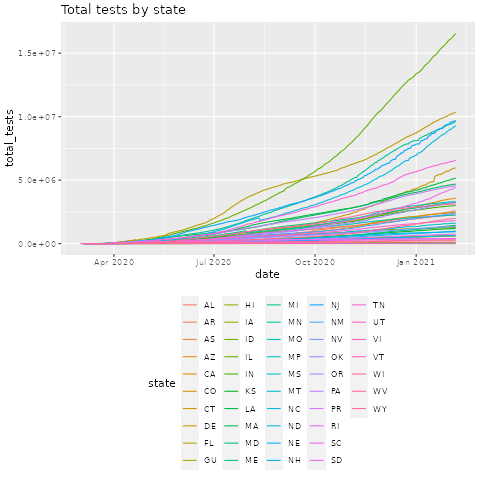 Total tests by state
total_tests
1.5e+07
1.0e+07
5.0e+06
0.0e+00
Apr 2020 Jul 2020 Oct 2020 Jan 2021
date
state
AL HI MI NJ TN
AR IA MN NM UT
AS ID MO NV VI
AZ IL MP OK VT
CA IN MS OR WI
CO KS MT PA WV
CT LA NC PR WY
DE MA ND RI
FL MD NE SC
GU ME NH SD